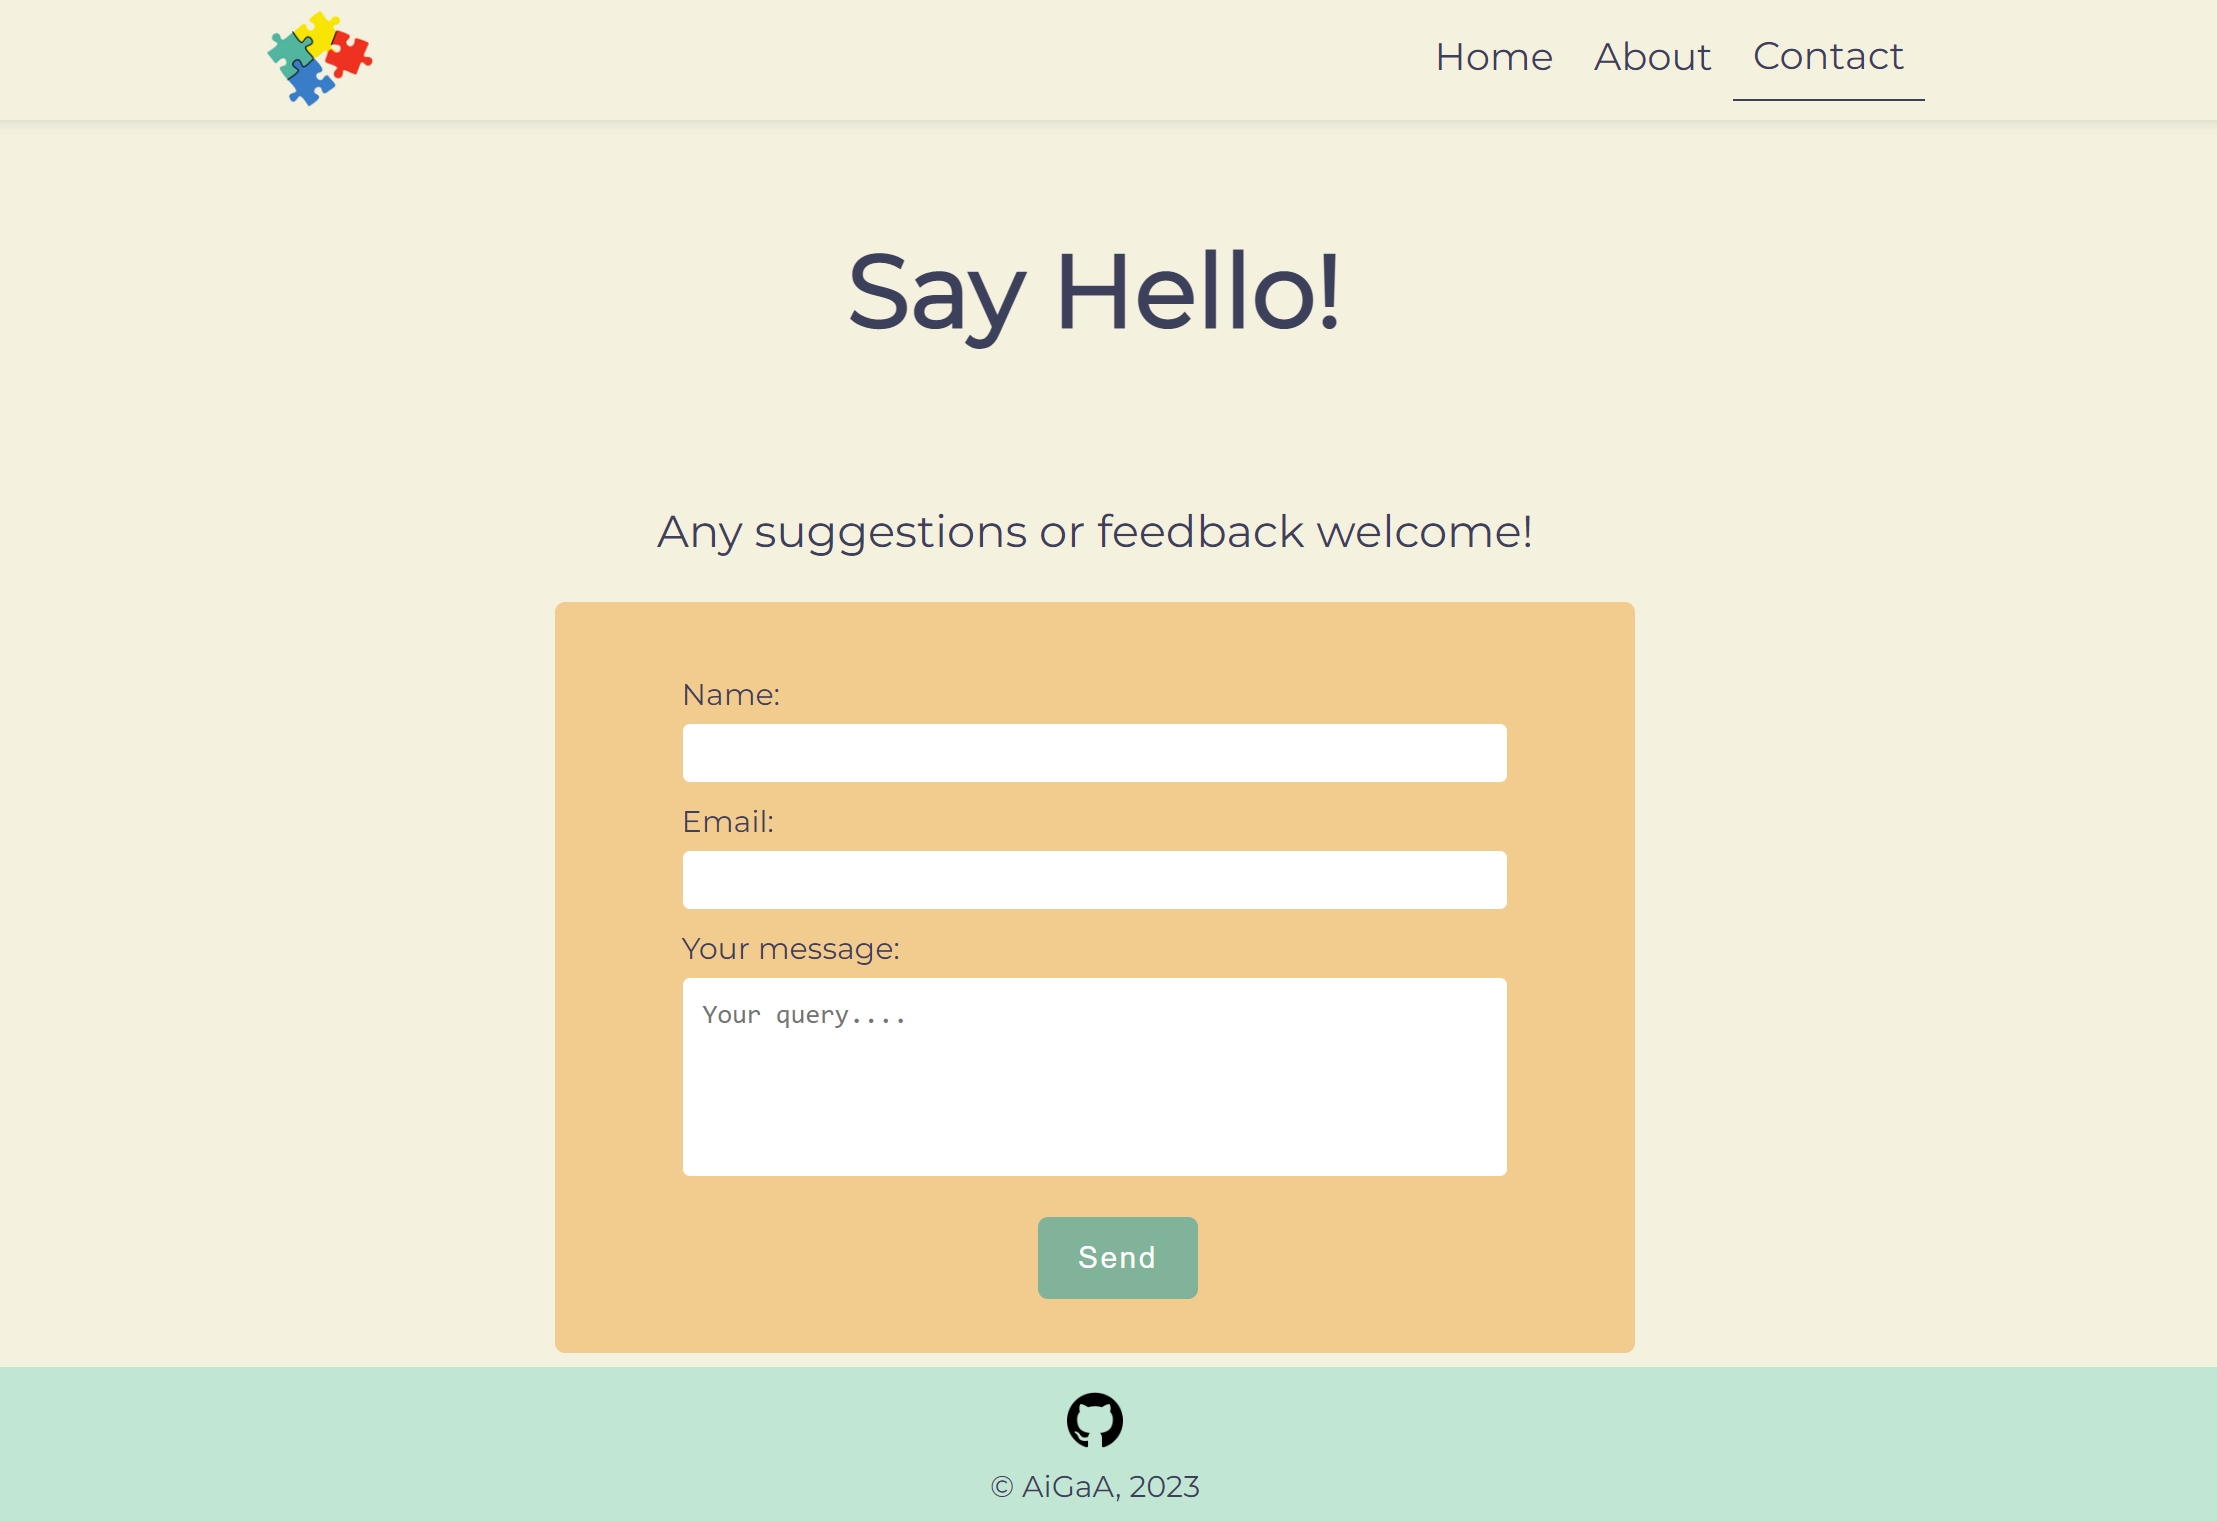 Home About Contact
Say Hello!
Any suggestions or feedback welcome!
Name:
Email:
Your message:
Your query....
Send
© AiGaA, 2023